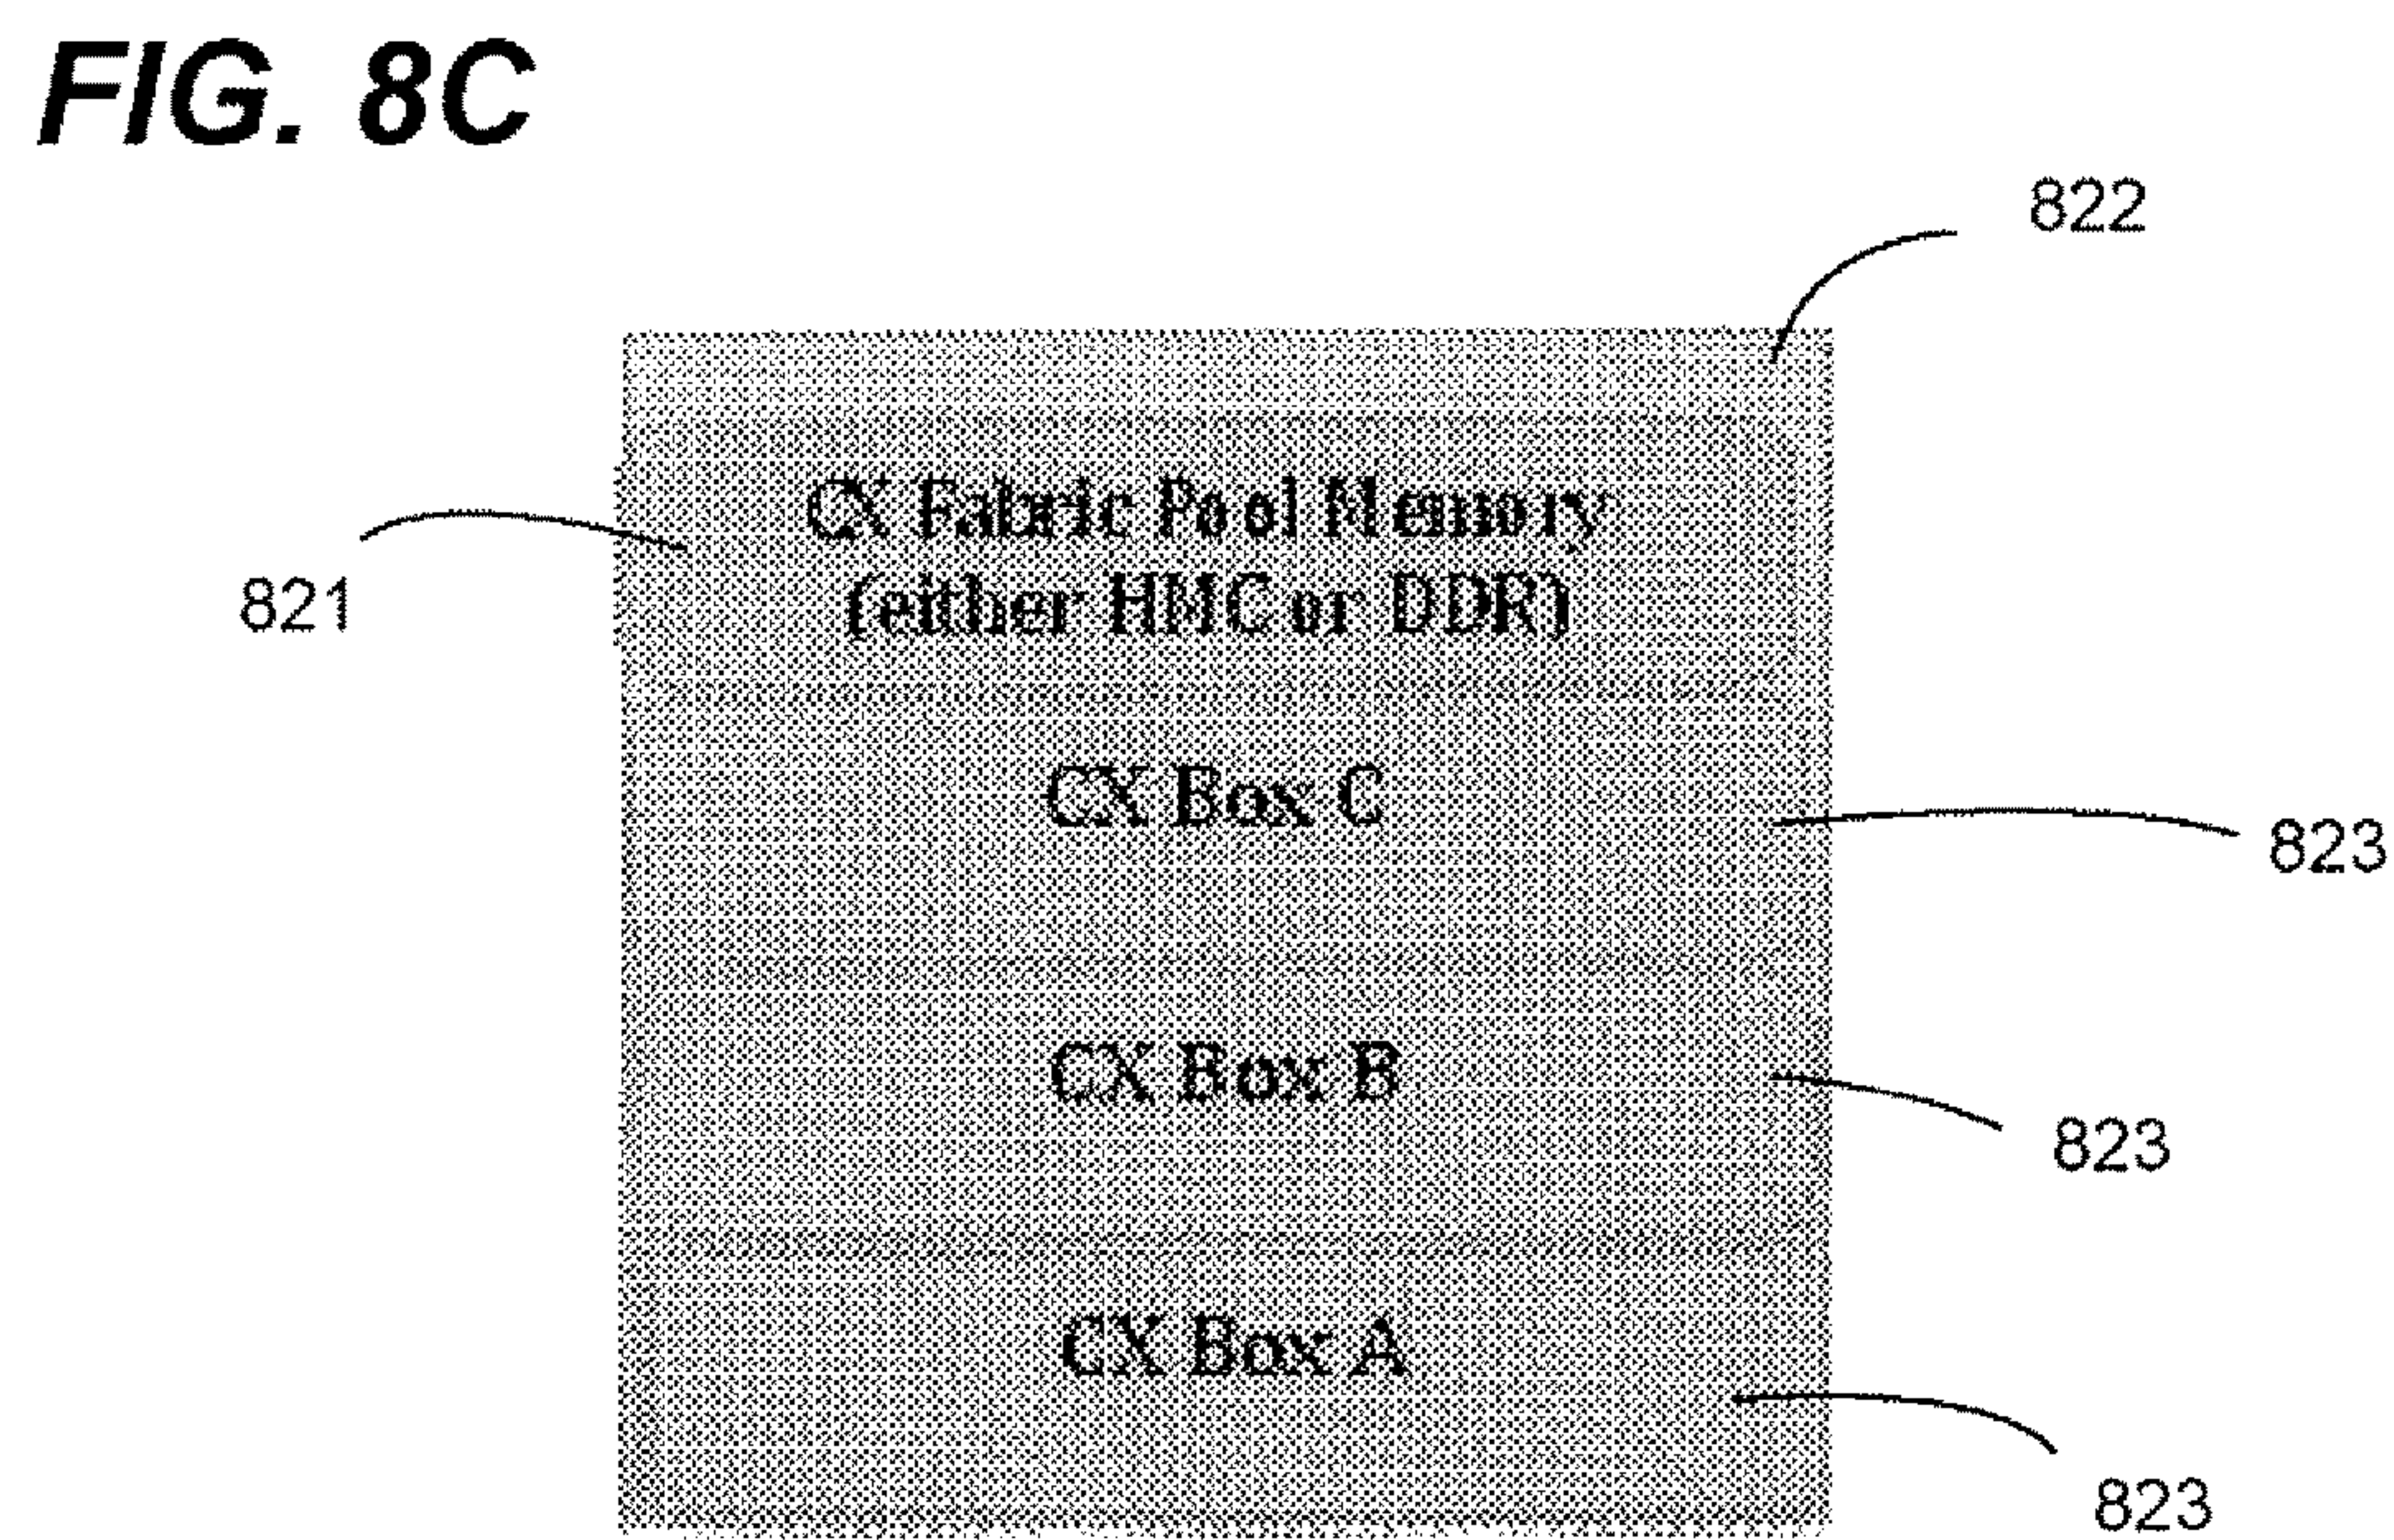 FIG. 8C
822
CX Fabric Pool Memory
(either HMC or DDR)
821
CX Box C
823
CX Box B
823
CX Box A
823